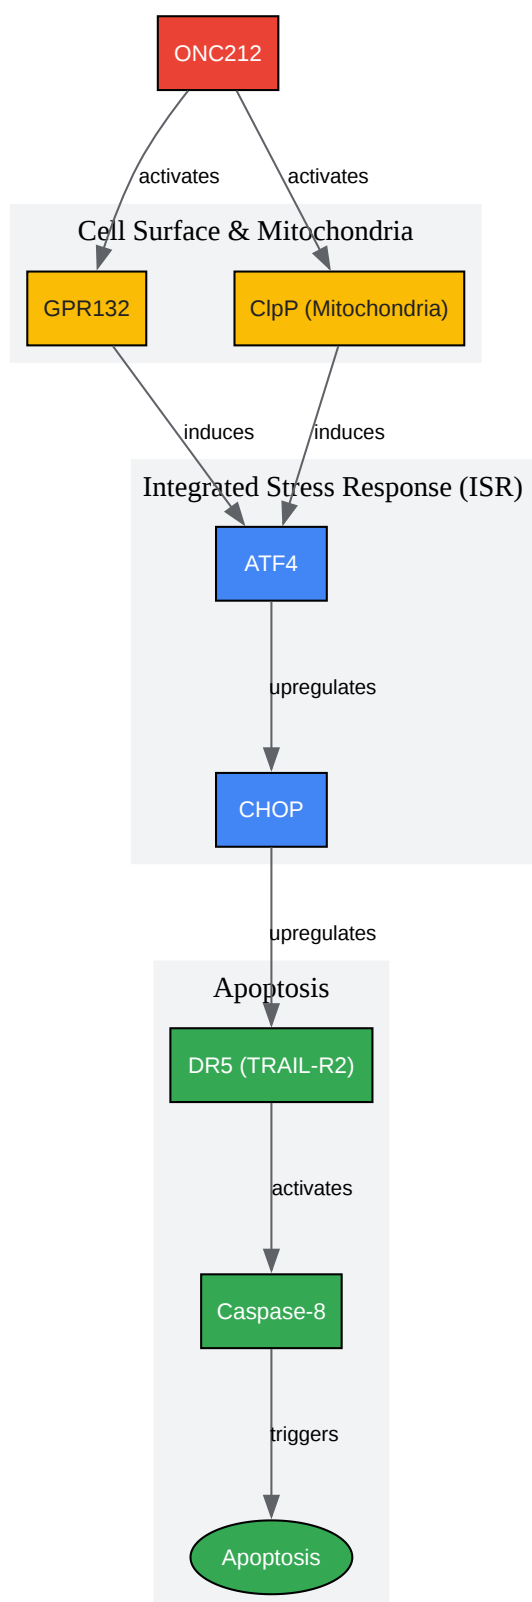 ONC212
activates
activates
Cell Surface & Mitochondria
GPR132
ClpP (Mitochondria)
induces
induces
Integrated Stress Response (ISR)
ATF4
upregulates
CHOP
upregulates
Apoptosis
DR5 (TRAIL-R2)
activates
Caspase-8
triggers
Apoptosis